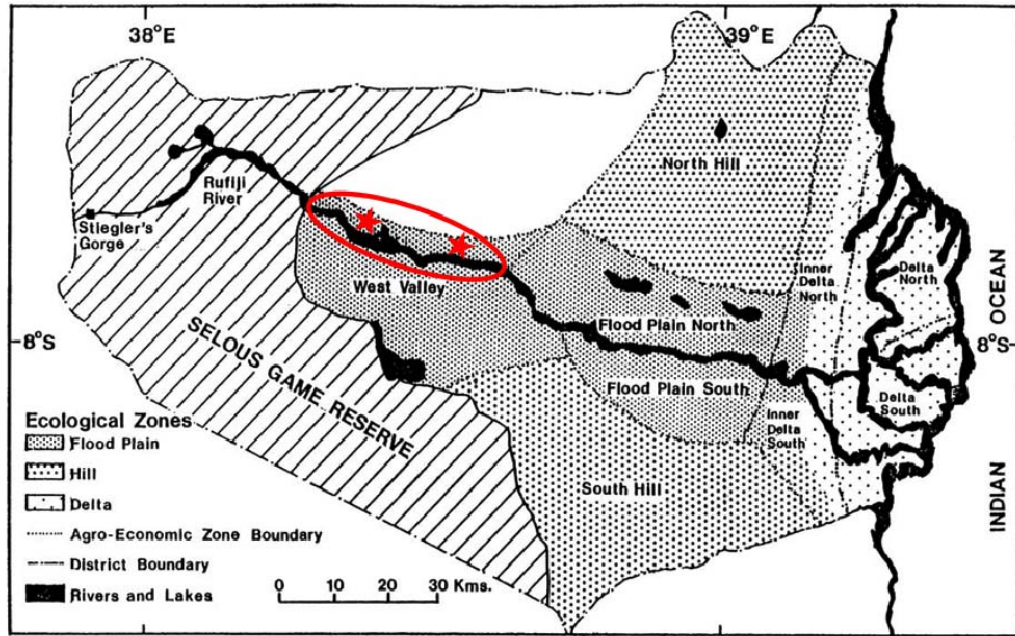 38°E
39°E
North Hill
Rufiji
River
Stiegler's
Gorge
West Valley
Inner
Delta
North
Delta
North
Flood Plain North
OCEAN
8°S
8°S
Flood Plain South
SELOUS GAME RESERVE
Delta
South
Inner
Delta
South
South Hill
INDIAN
Ecological Zones
Flood Plain
Hill
Delta
Agro-Economic Zone Boundary
District Boundary
Rivers and Lakes
0 10 20 30 Kms.